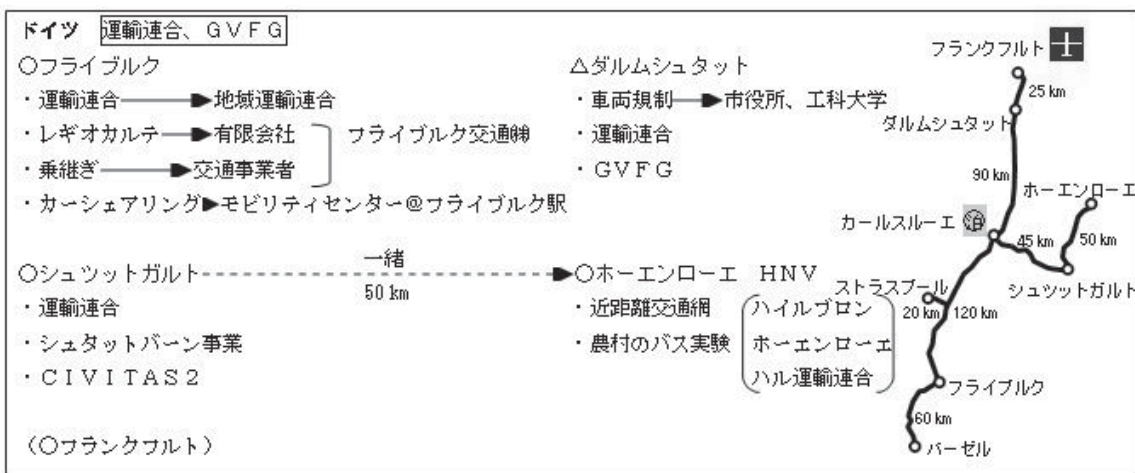 ドイツ 運輸連合、ＧＶＦＧ
○フライブルク
・運輸連合→地域運輸連合
・レギオカルテ→有限会社
・乗継ぎ→交通事業者
フライブルク交通㈱
・カーシェアリング▶モビリティセンター＠フライブルク駅
△ダルムシュタット
・車両規制→市役所、工科大学
・運輸連合
・ＧＶＦＧ
○シュツットガルト
一緒
50 km
・運輸連合
・シュタットバーン事業
・ＣＩＶＩＴＡＳ２
（○フランクフルト）
○ホーエンローエ ＨＮＶ
・近距離交通網
・農村のバス実験
ハイルブロン
ホーエンローエ
ハル運輸連合
フランクフルト
25 km
ダルムシュタット
90 km
ホーエンローエ
カールスルーエ
45 km
50 km
シュツットガルト
ストラスブール
20 km
120 km
フライブルク
60 km
バーゼル